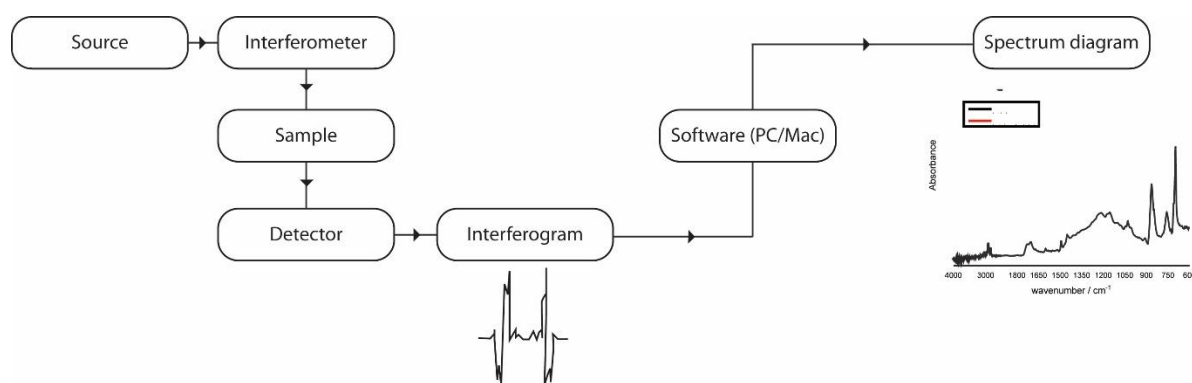 Source
Interferometer
Spectrum diagram
Sample
Software (PC/Mac)
Detector
Interferogram
Absorbance
4000 3000 1800 1650 1500 1350 1200 1050 900 750 600
wavenumber / cm⁻¹